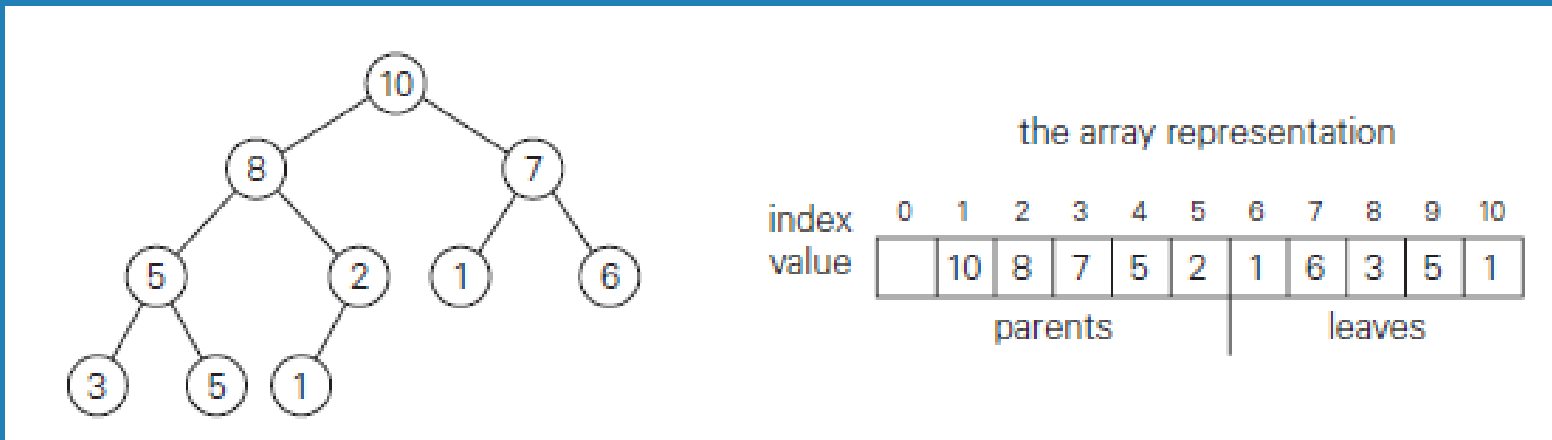 10
8 7
5 2 1 6
3 5 1
the array representation
index 0 1 2 3 4 5 6 7 8 9 10
value 10 8 7 5 2 1 6 3 5 1
parents leaves